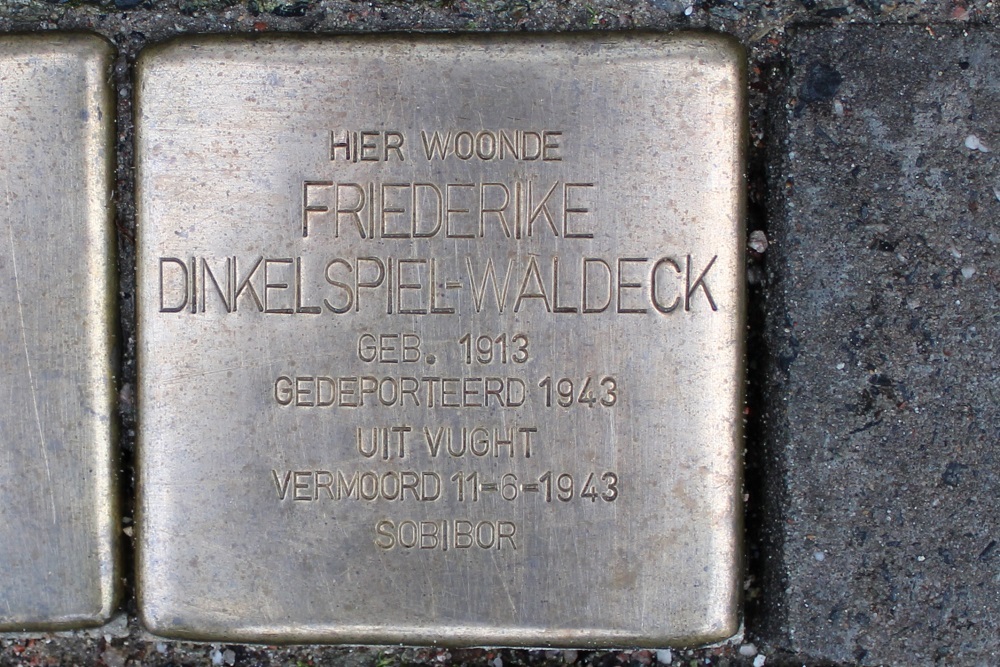 HIER WOONDE
FRIEDERIKE
DINKELSPIEL-WALDECK
GEB. 1913
GEDEPORTEERD 1943
UIT VUGHT
VERMOORD 11-6-1943
SOBIBOR